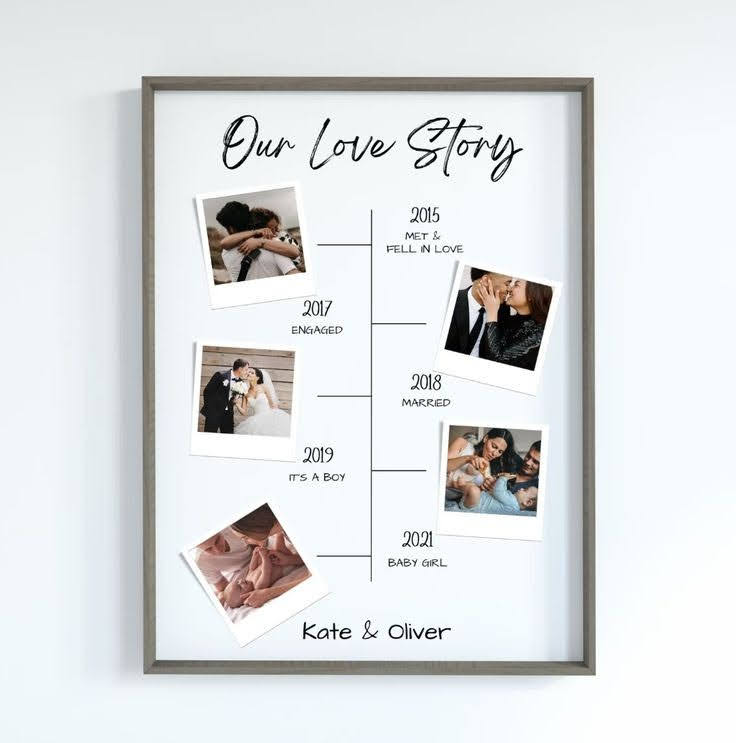 Our Love Story
2015
MET &
FELL IN LOVE
2017
ENGAGED
2018
MARRIED
2019
IT'S A BOY
2021
BABY GIRL
Kate & Oliver